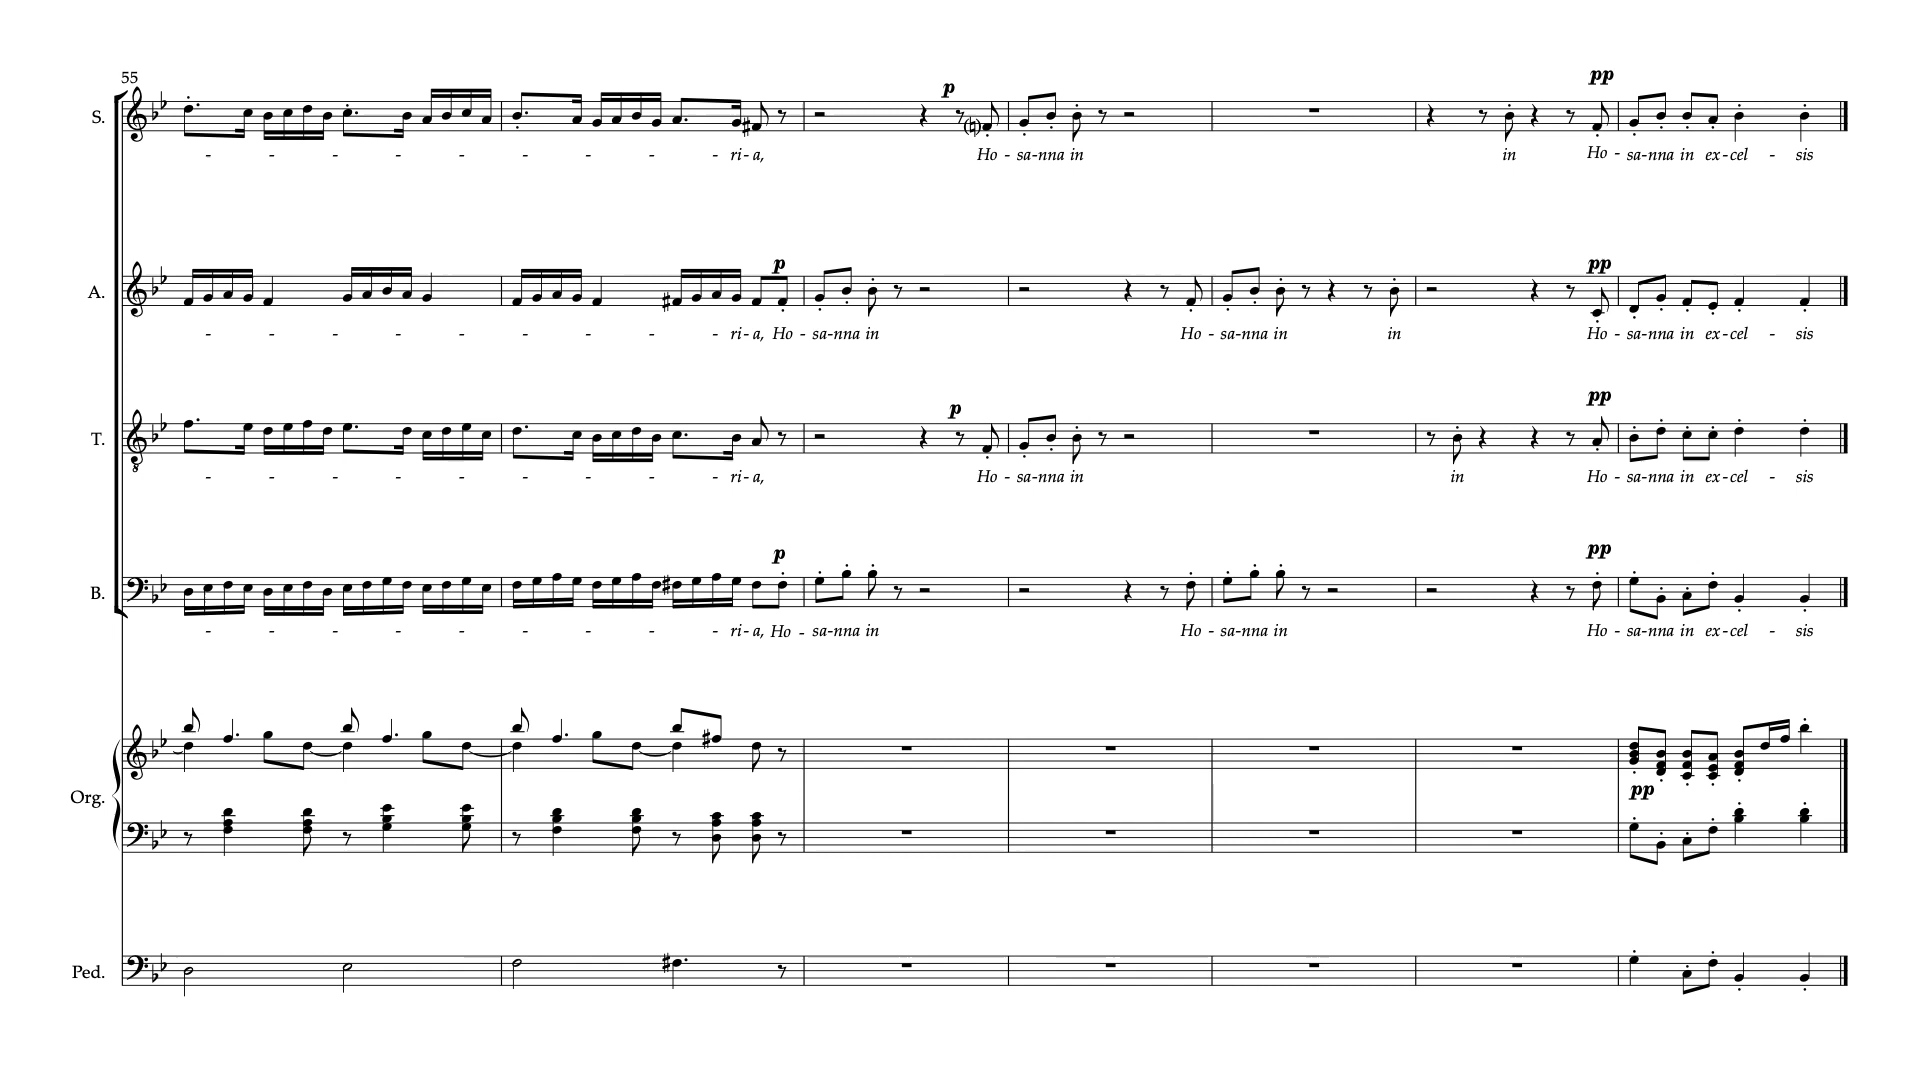 55
pp
p
S.
- - - - - - - - - ri - a, Ho - sa - nna in in Ho - sa - nna in ex - cel - sis
p pp
A.
- - - - - - - - - ri - a, Ho - sa - nna in Ho - sa - nna in in Ho - sa - nna in ex - cel - sis
p pp
T.
- - - - - - - - - ri - a, Ho - sa - nna in in Ho - sa - nna in ex - cel - sis
p pp
B.
- - - - - - - - - ri - a, Ho - sa - nna in Ho - sa - nna in Ho - sa - nna in ex - cel - sis
pp
Org.
Ped.